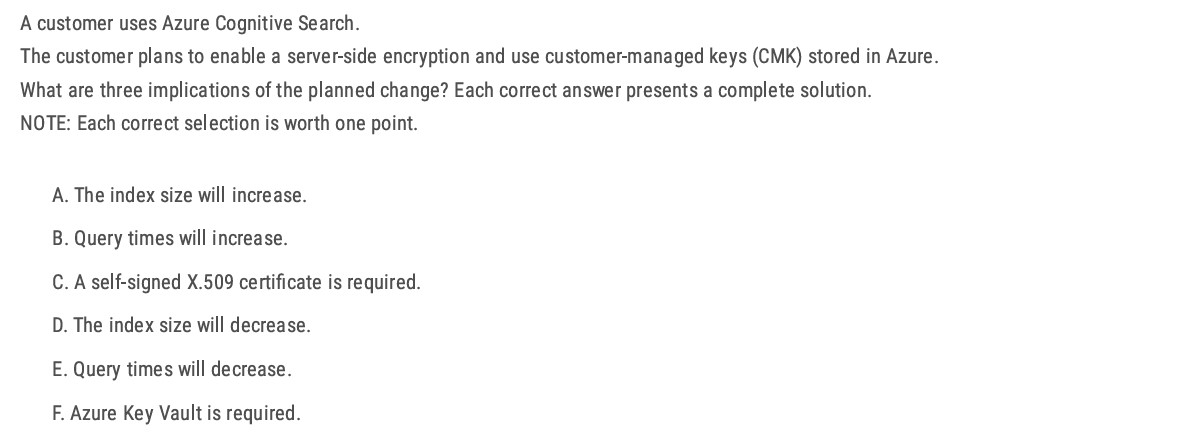 A customer uses Azure Cognitive Search.
The customer plans to enable a server-side encryption and use customer-managed keys (CMK) stored in Azure.
What are three implications of the planned change? Each correct answer presents a complete solution.
NOTE: Each correct selection is worth one point.
A. The index size will increase.
B. Query times will increase.
C. A self-signed X.509 certificate is required.
D. The index size will decrease.
E. Query times will decrease.
F. Azure Key Vault is required.